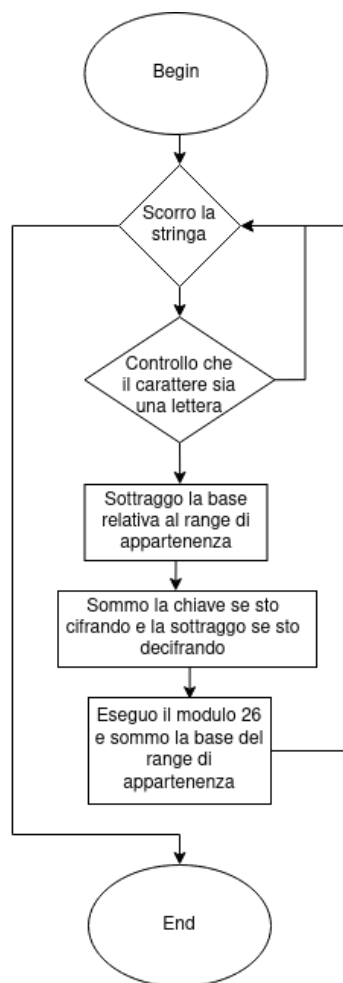 Begin
Scorro la
stringa
Controllo che
il carattere sia
una lettera
Sottraggo la base
relativa al range di
appartenenza
Sommo la chiave se sto
cifrando e la sottraggo se sto
decifrando
Eseguo il modulo 26
e sommo la base del
range di
appartenenza
End